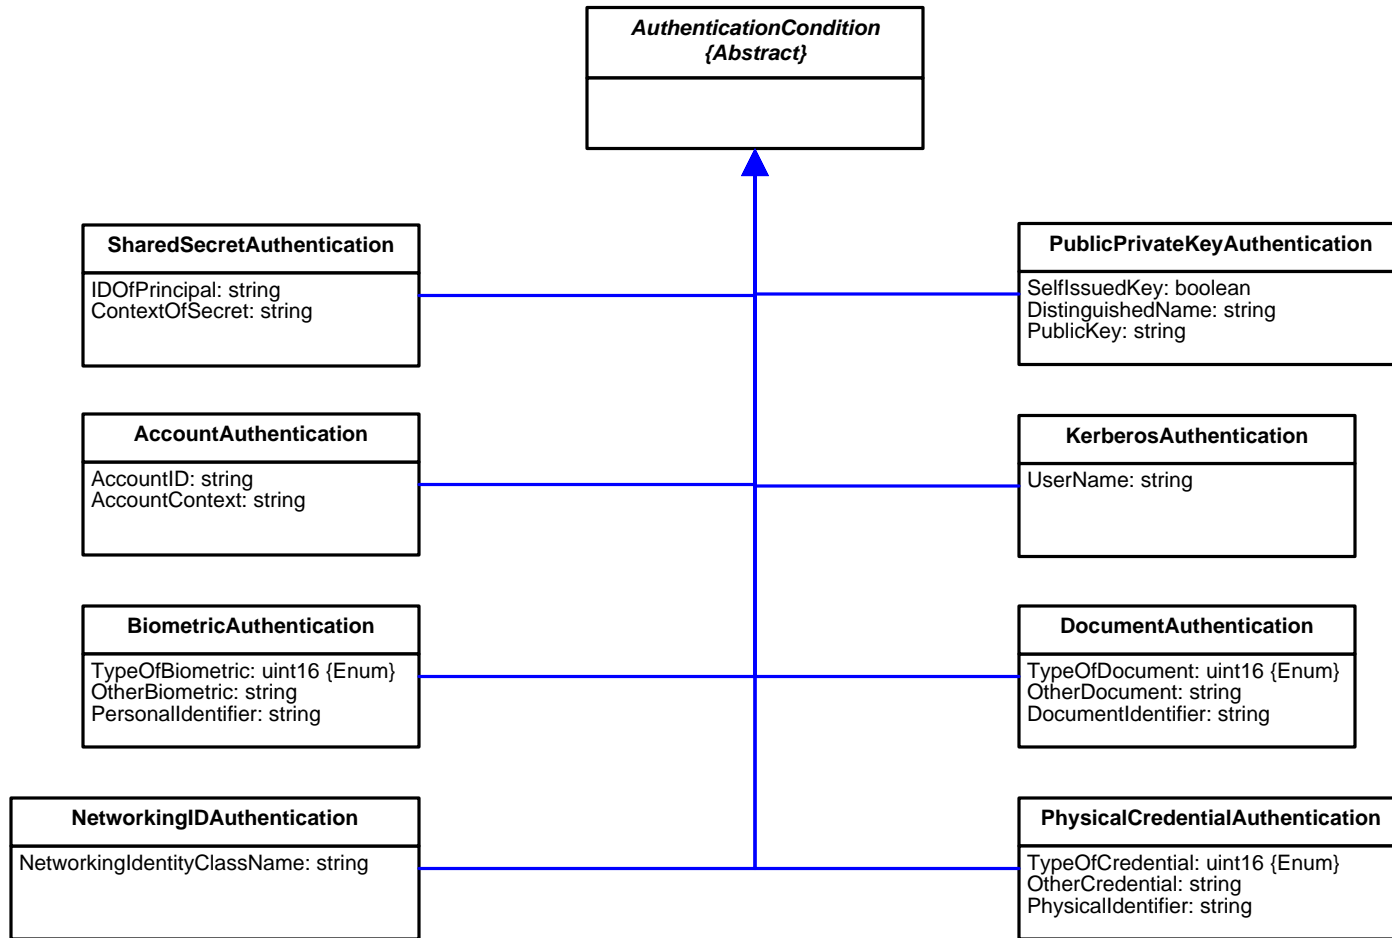 AuthenticationCondition
{Abstract}
SharedSecretAuthentication
IDOfPrincipal: string
ContextOfSecret: string
PublicPrivateKeyAuthentication
SelfIssuedKey: boolean
DistinguishedName: string
PublicKey: string
AccountAuthentication
AccountID: string
AccountContext: string
KerberosAuthentication
UserName: string
BiometricAuthentication
TypeOfBiometric: uint16 {Enum}
OtherBiometric: string
PersonalIdentifier: string
DocumentAuthentication
TypeOfDocument: uint16 {Enum}
OtherDocument: string
DocumentIdentifier: string
NetworkingIDAuthentication
NetworkingIdentityClassName: string
PhysicalCredentialAuthentication
TypeOfCredential: uint16 {Enum}
OtherCredential: string
PhysicalIdentifier: string